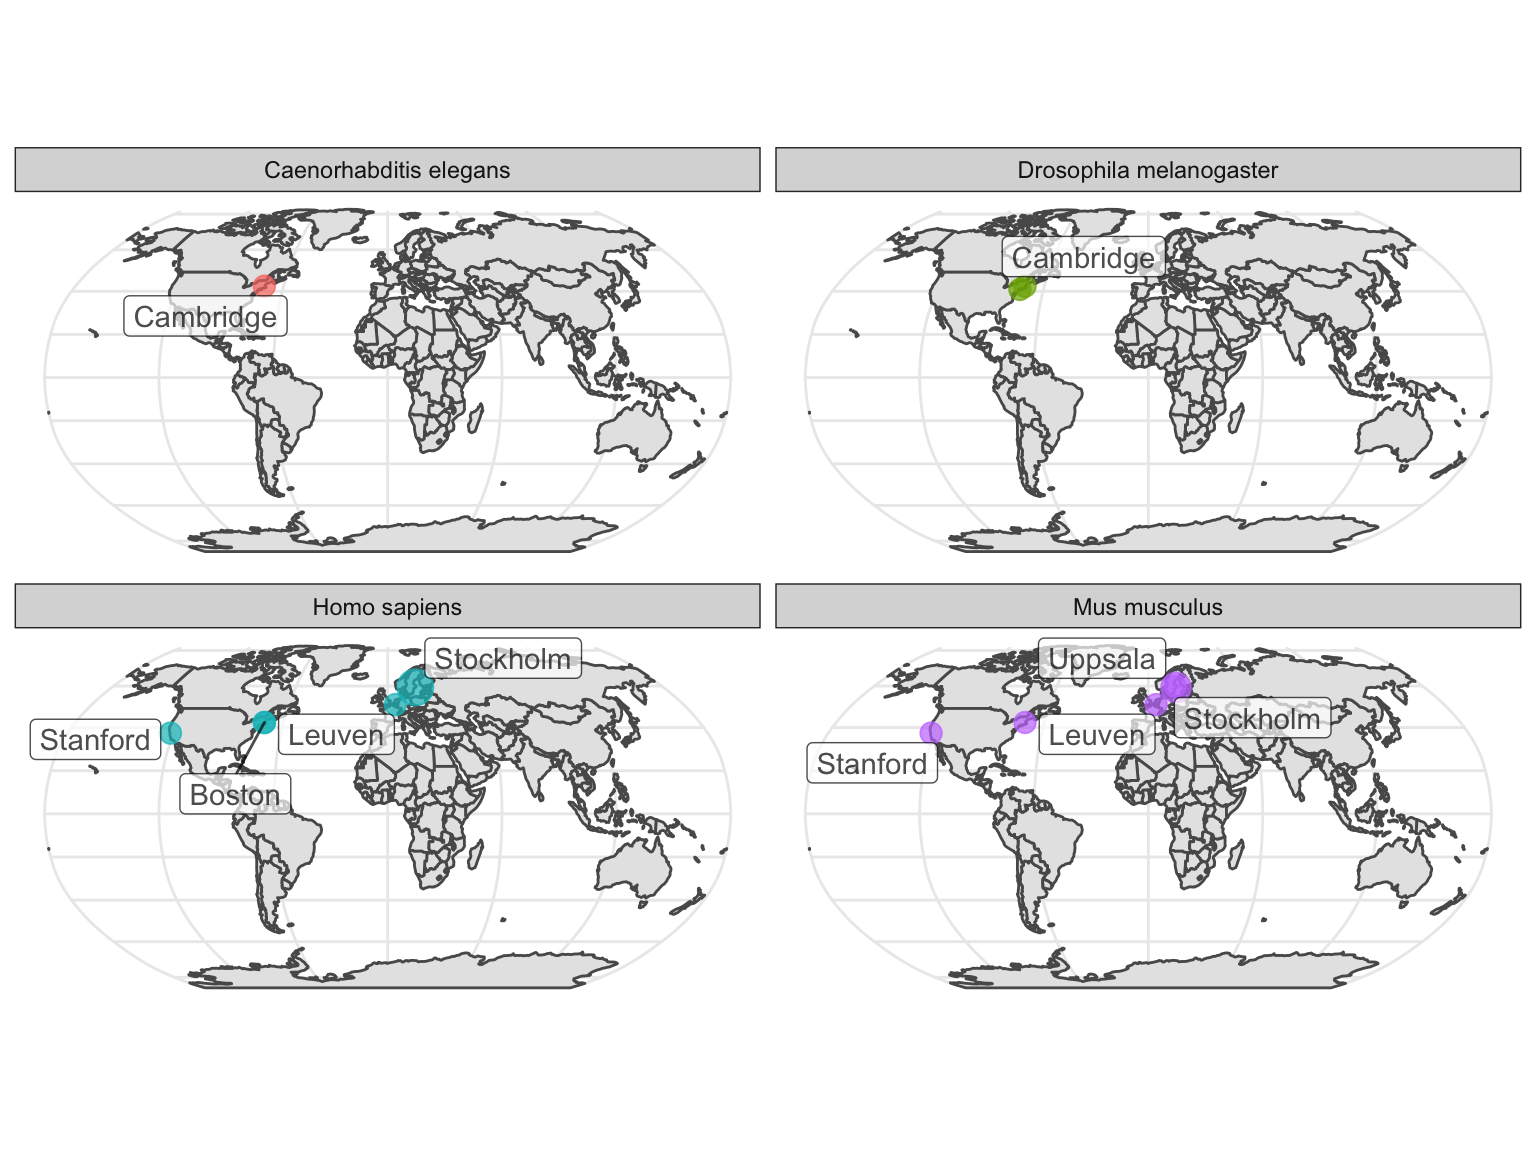 Caenorhabditis elegans
Drosophila melanogaster
Cambridge
Cambridge
Homo sapiens
Mus musculus
Stockholm
Stanford
Leuven
Boston
Uppsala
Stockholm
Leuven
Stanford